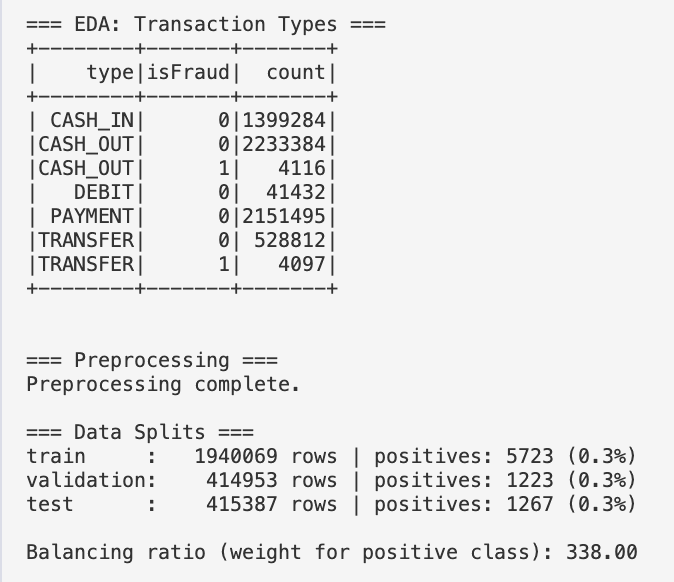 === EDA: Transaction Types ===
+--------+-------+-------+
|    type|isFraud|  count|
+--------+-------+-------+
| CASH_IN|      0|1399284|
|CASH_OUT|      0|2233384|
|CASH_OUT|      1|   4116|
|   DEBIT|      0|  41432|
| PAYMENT|      0|2151495|
|TRANSFER|      0| 528812|
|TRANSFER|      1|   4097|
+--------+-------+-------+
=== Preprocessing ===
Preprocessing complete.
=== Data Splits ===
train     :   1940069 rows | positives: 5723 (0.3%)
validation:    414953 rows | positives: 1223 (0.3%)
test      :    415387 rows | positives: 1267 (0.3%)
Balancing ratio (weight for positive class): 338.00